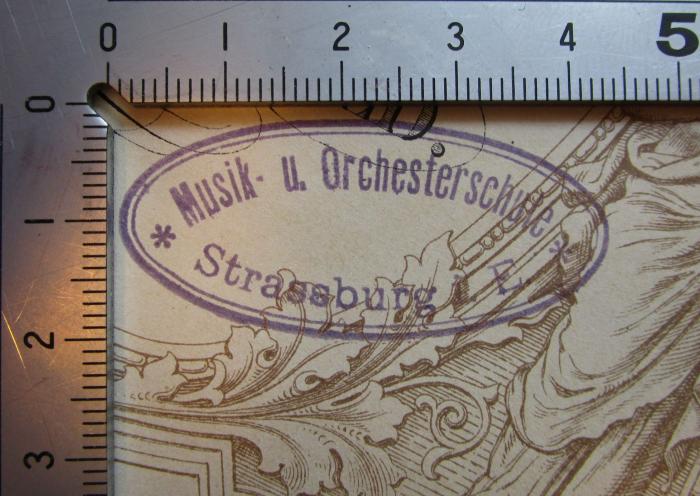 0 1 2 3 4 5
0
1
2
3
Musik- u. Orchesterschule
* Strassburg i. E. *